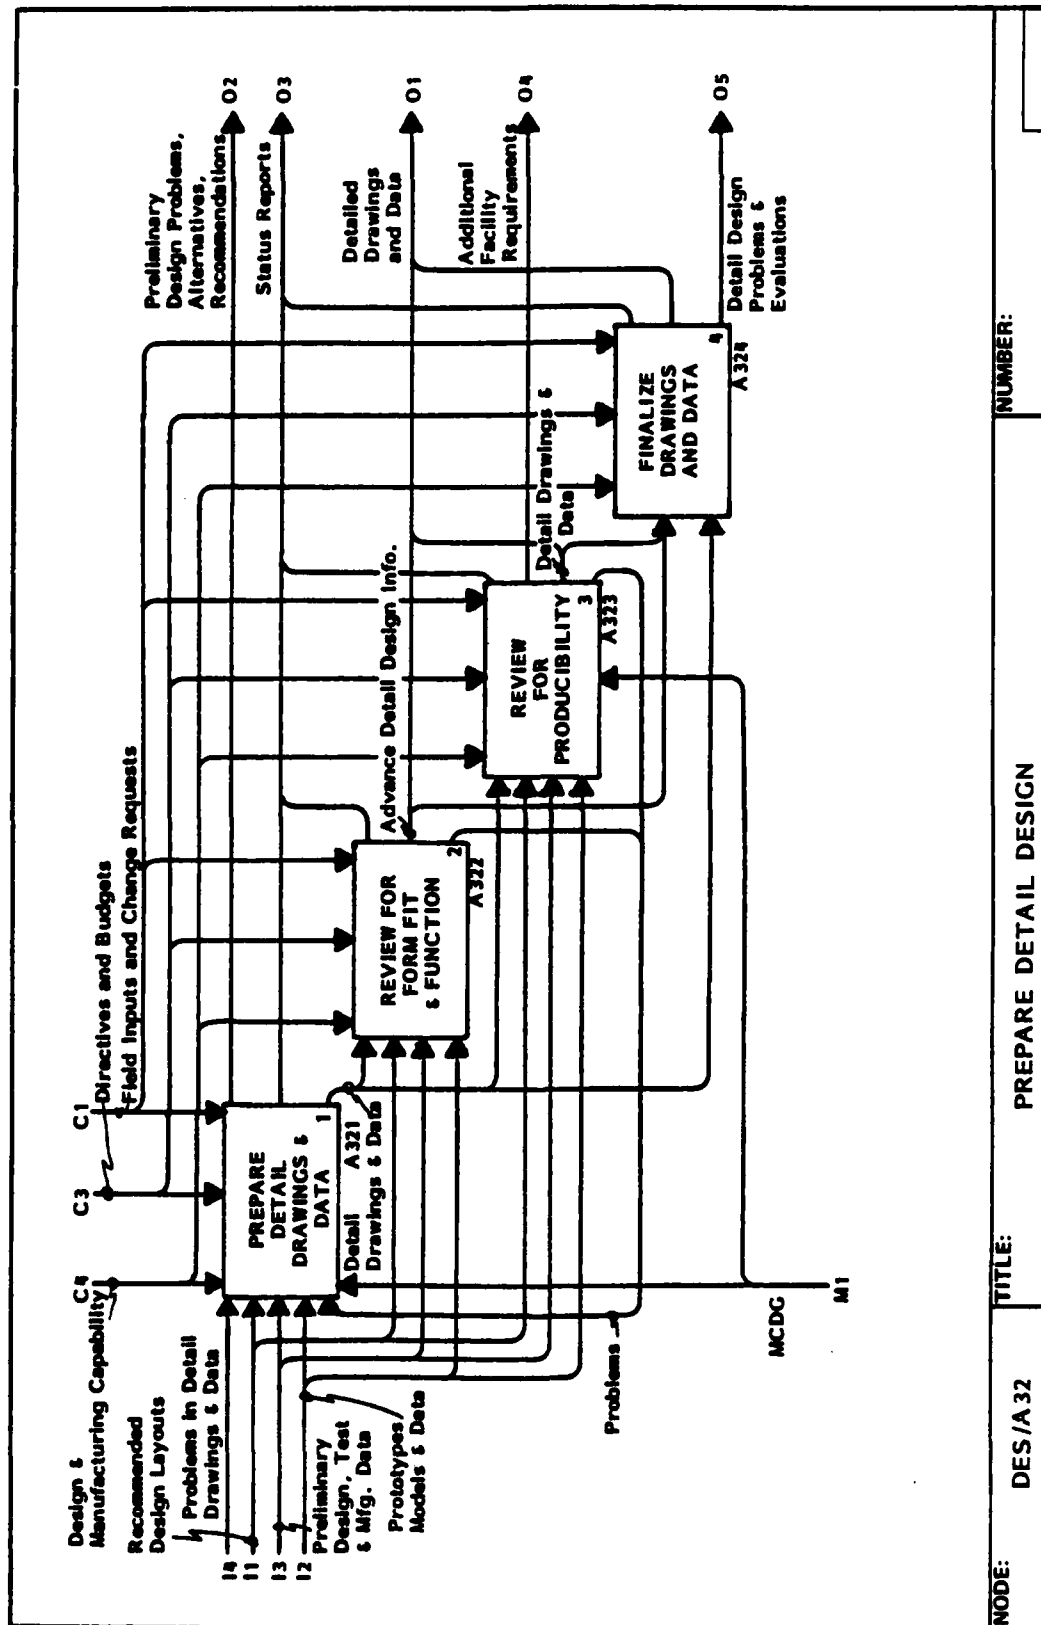 C4
C3
C1
Design &
Manufacturing Capability
Directives and Budgets
Field Inputs and Change Requests
Recommended
Design Layouts
Problems in Detail
Drawings & Data
I4
I1
I3
I2
Preliminary
Design, Test
& Mfg. Data
Prototypes
Models & Data
PREPARE
DETAIL
DRAWINGS &
DATA
1
A321
Detail
Drawings & Data
REVIEW FOR
FORM FIT
& FUNCTION
2
A322
Advance Detail Design Info.
REVIEW
FOR
PRODUCIBILITY
3
A323
Detail Drawings &
Data
FINALIZE
DRAWINGS
AND DATA
4
A324
Preliminary
Design Problems,
Alternatives,
Recommendations
O2
Status Reports
O3
Detailed
Drawings
and Data
O1
Additional
Facility
Requirements
O4
Detail Design
Problems &
Evaluations
O5
Problems
MCDG
M1
NODE:
DES/A32
TITLE:
PREPARE DETAIL DESIGN
NUMBER: